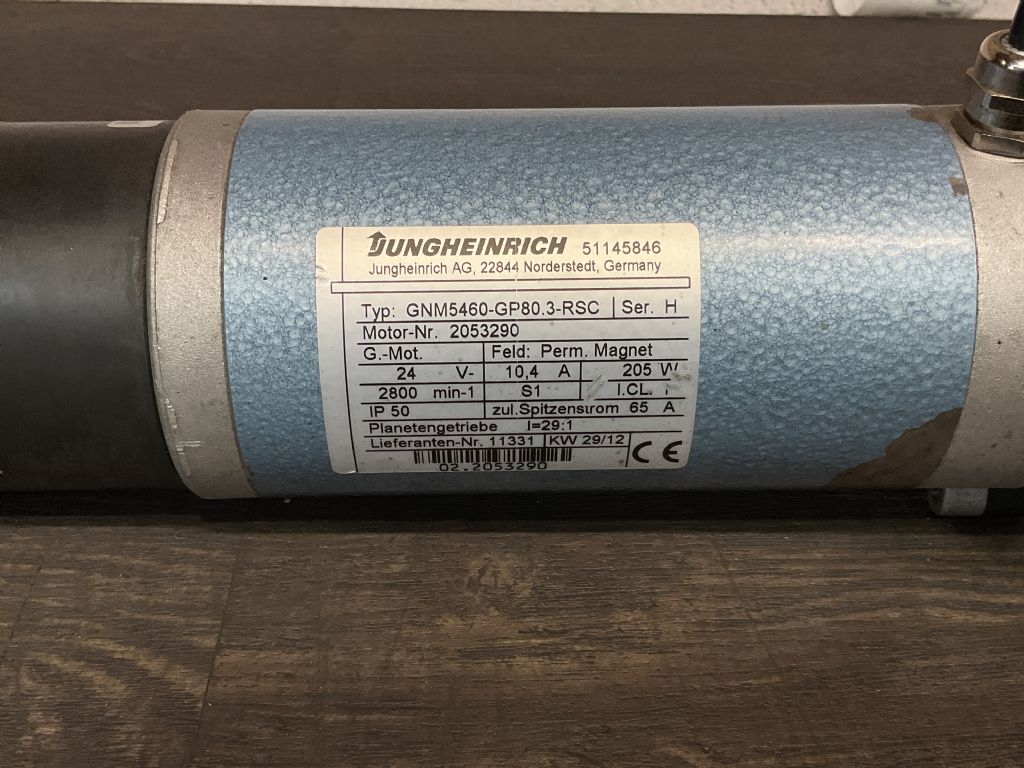 JUNGHEINRICH 51145846
Jungheinrich AG, 22844 Norderstedt, Germany
Typ: GNM5460-GP80.3-RSC Ser. H
Motor-Nr. 2053290
G.-Mot. Feld: Perm. Magnet
24 V- 10,4 A 205 W
2800 min-1 S1 I.CL.
IP 50 zul.Spitzenstrom 65 A
Planetengetriebe I=29:1
Lieferanten-Nr. 11331 KW 29/12
CE
02.2053290